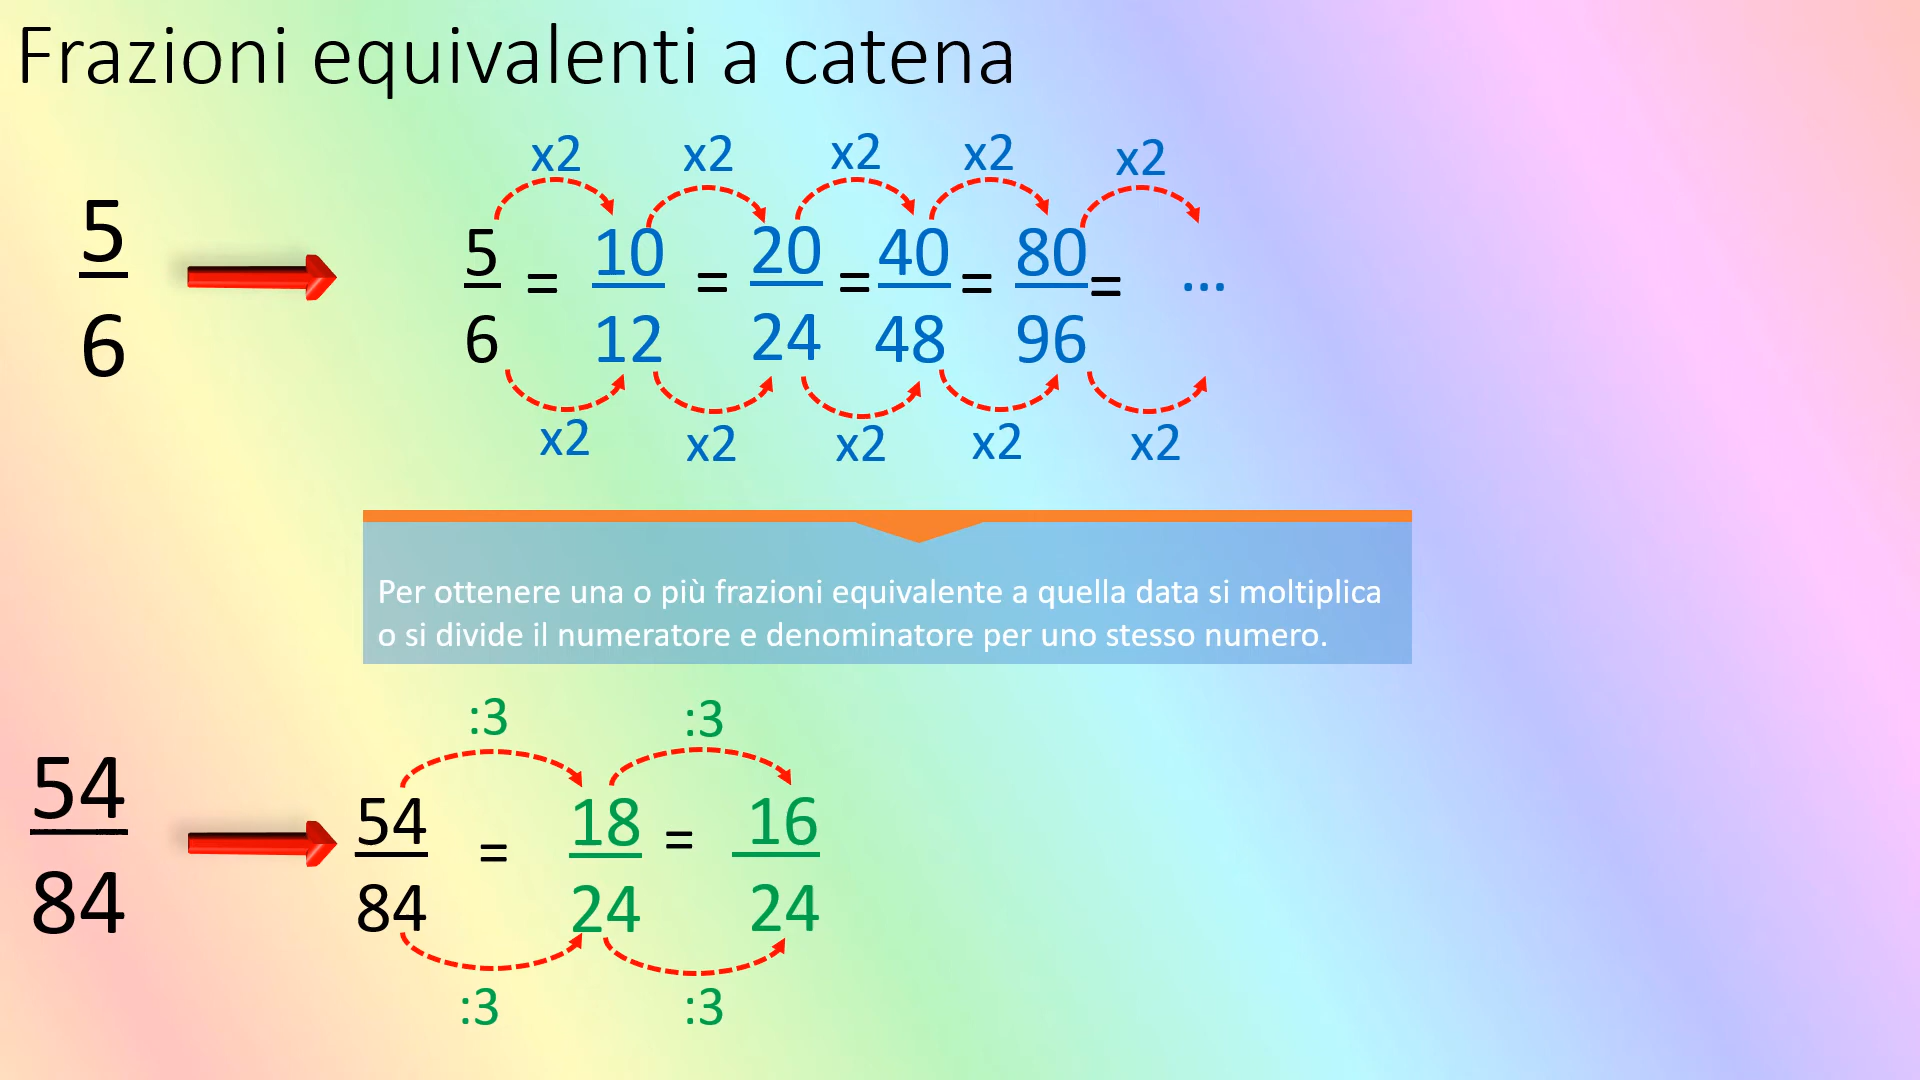 Frazioni equivalenti a catena
x2 x2 x2 x2 x2
5 5 10 20 40 80
= = = = = ...
6 6 12 24 48 96
x2 x2 x2 x2 x2
Per ottenere una o più frazioni equivalente a quella data si moltiplica
o si divide il numeratore e denominatore per uno stesso numero.
:3 :3
54 54 18 16
= =
84 84 24 24
:3 :3